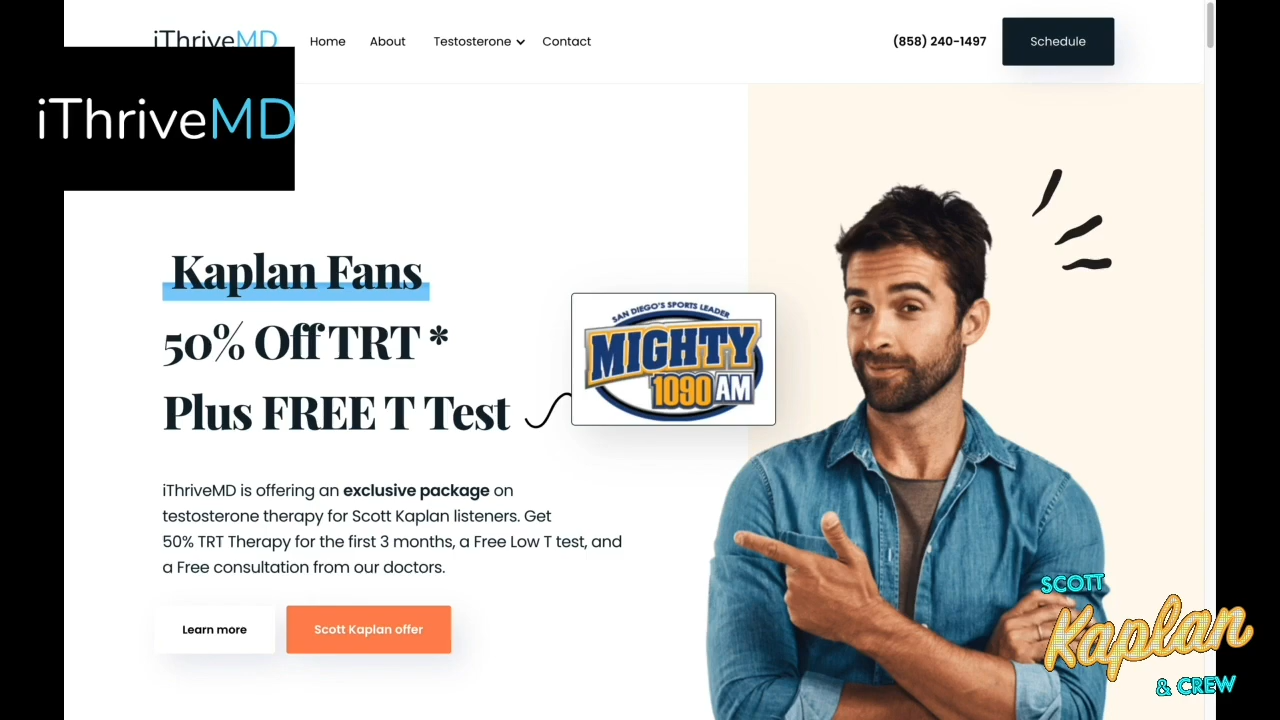 iThriveMD
Home About Testosterone Contact (858) 240-1497 Schedule
iThriveMD
Kaplan Fans
50% Off TRT *
Plus FREE T Test
SAN DIEGO'S SPORTS LEADER
MIGHTY
1090 AM
iThriveMD is offering an exclusive package on
testosterone therapy for Scott Kaplan listeners. Get
50% TRT Therapy for the first 3 months, a Free Low T test, and
a Free consultation from our doctors.
Learn more Scott Kaplan offer
SCOTT
Kaplan
& CREW